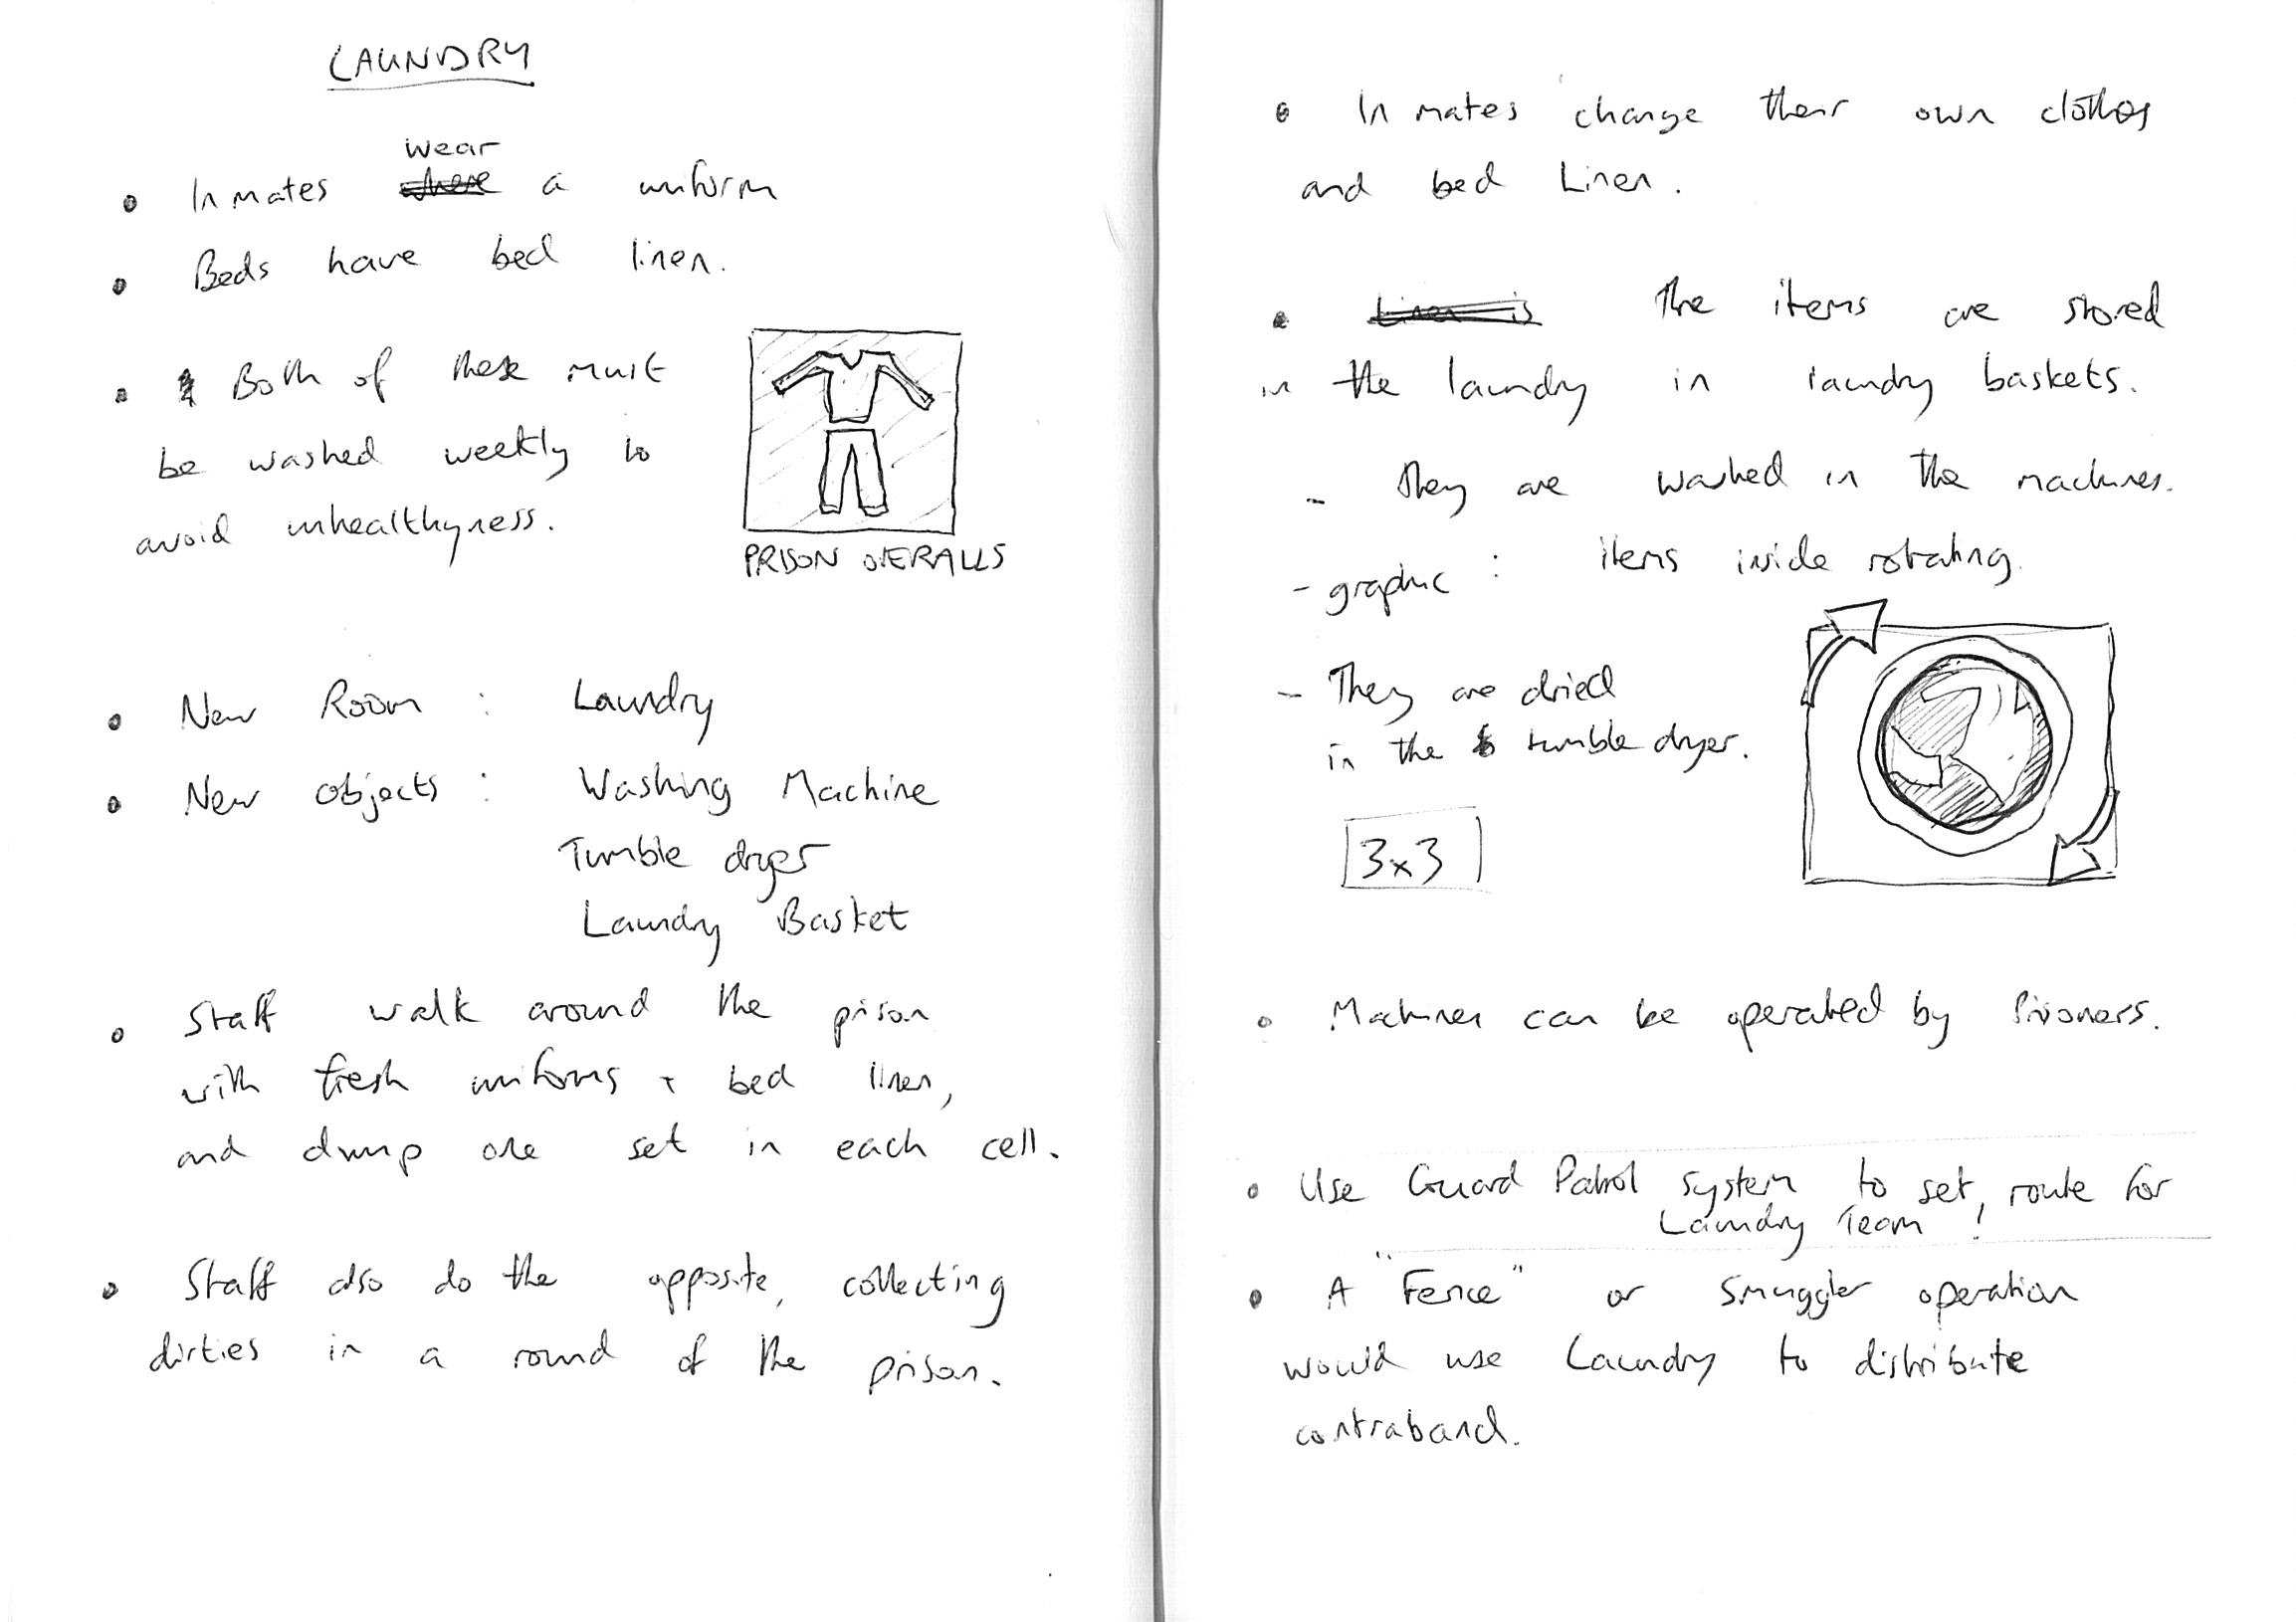 LAUNDRY
wear
• Inmates where a uniform
• Beds have bed linen.
• Both of these must
be washed weekly to
avoid unhealthyness.
PRISON OVERALLS
• New Room : Laundry
• New objects : Washing Machine
Tumble dryer
Laundry Basket
• Staff walk around the prison
with fresh uniforms + bed linen,
and dump one set in each cell.
• Staff also do the opposite, collecting
dirties in a round of the prison.
• Inmates change their own clothes
and bed Linen.
• Linen is The items are stored
in the laundry in laundry baskets.
- They are washed in the machines.
- graphic : items inside rotating.
- They are dried
in the tumble dryer.
3x3
• Machines can be operated by Prisoners.
• Use Guard Patrol system to set, route for
Laundry Team !
• A "Fence" or Smuggler operation
would use Laundry to distribute
contraband.